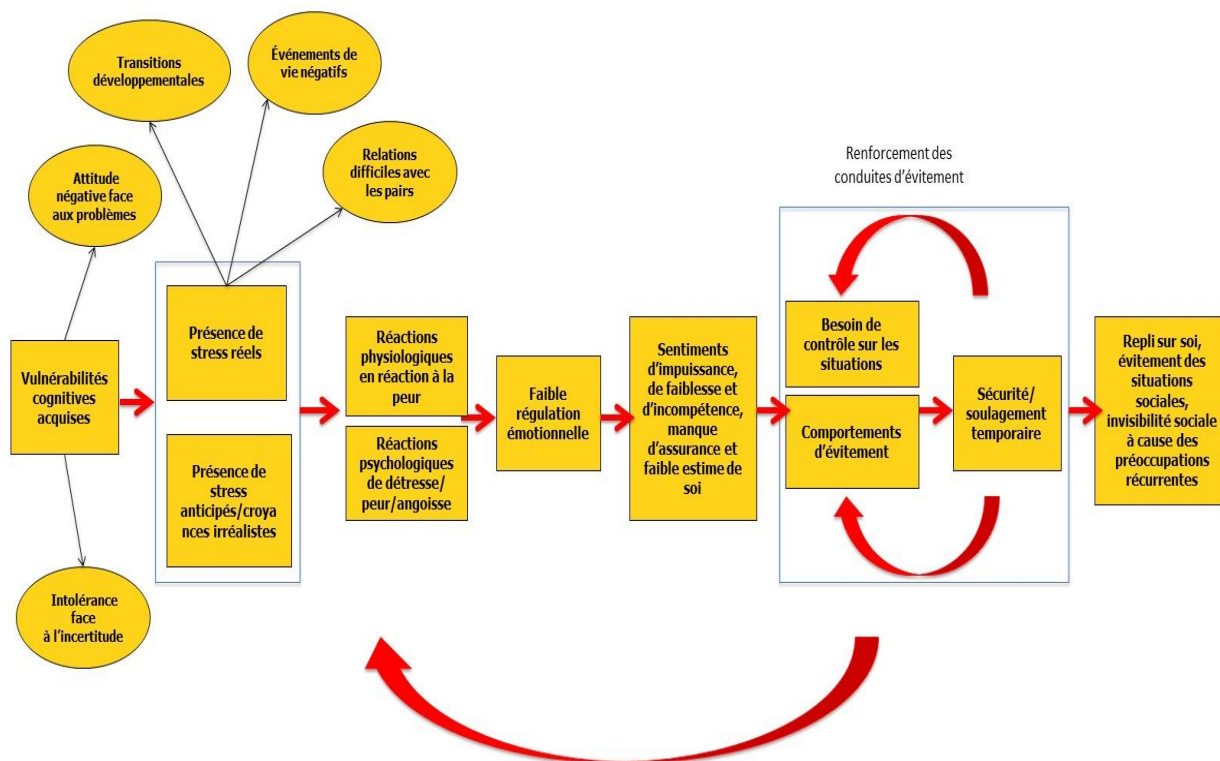 Transitions
développementales
Événements de
vie négatifs
Attitude
négative face
aux problèmes
Relations
difficiles avec
les pairs
Renforcement des
conduites d'évitement
Vulnérabilités
cognitives
acquises
Présence de
stress réels
Présence de
stress
anticipés/croya
nces irréalistes
Intolérance
face
à l'incertitude
Réactions
physiologiques
en réaction à la
peur
Réactions
psychologiques
de détresse/
peur/angoisse
Faible
régulation
émotionnelle
Sentiments
d'impuissance,
de faiblesse et
d'incompétence,
manque
d'assurance et
faible estime de
soi
Besoin de
contrôle sur les
situations
Comportements
d'évitement
Sécurité/
soulagement
temporaire
Repli sur soi,
évitement des
situations
sociales,
invisibilité sociale
à cause des
préoccupations
récurrentes